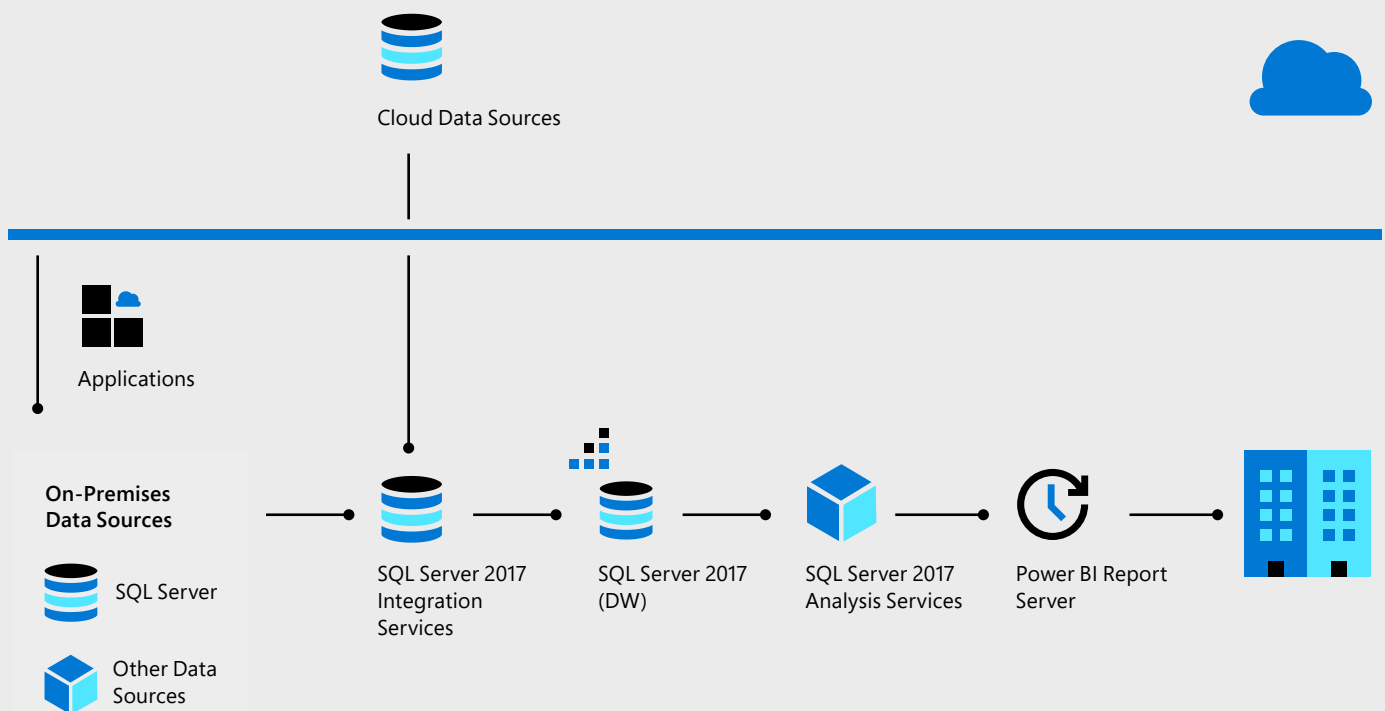 Cloud Data Sources
Applications
On-Premises
Data Sources
SQL Server
Other Data
Sources
SQL Server 2017
Integration
Services
SQL Server 2017
(DW)
SQL Server 2017
Analysis Services
Power BI Report
Server